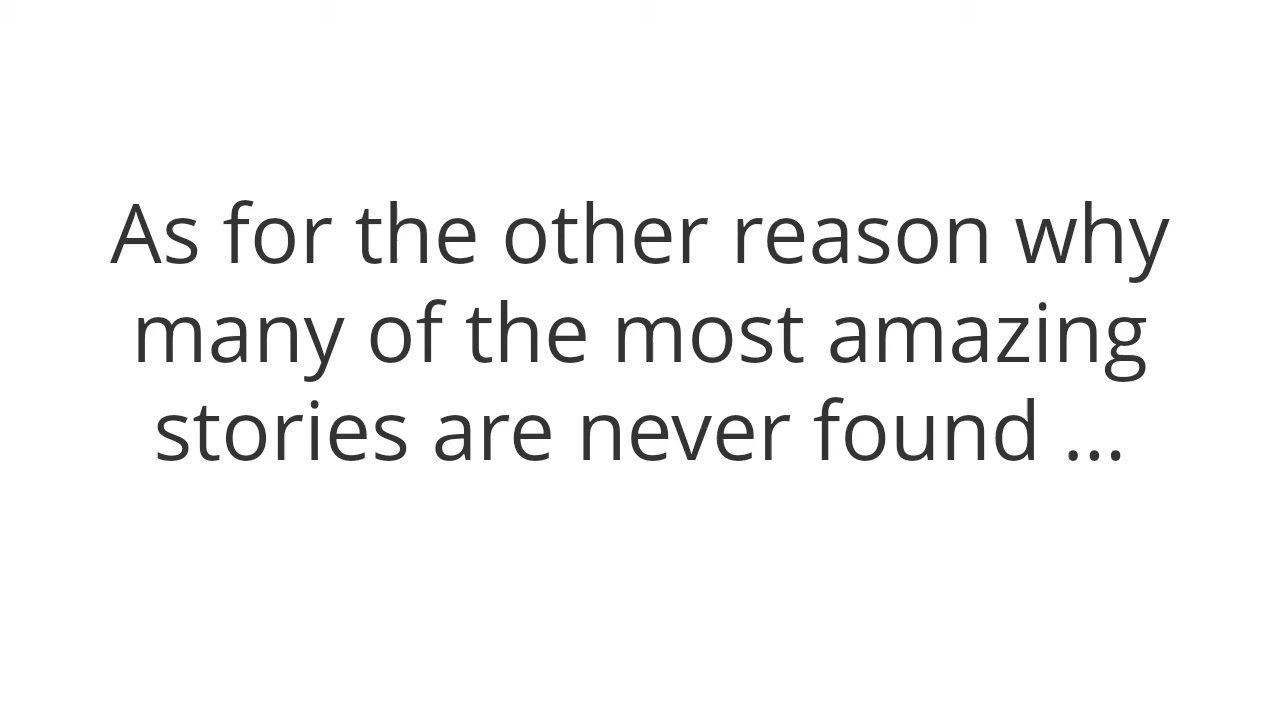 As for the other reason why
many of the most amazing
stories are never found ...